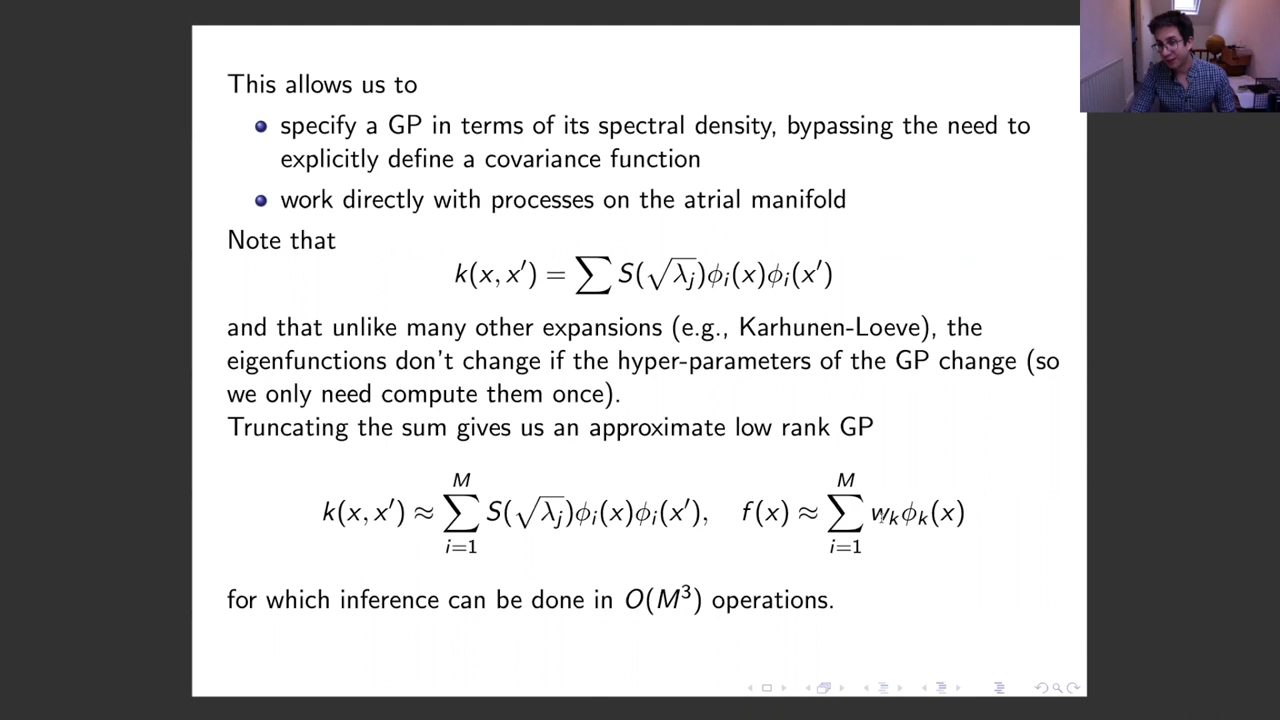 This allows us to
specify a GP in terms of its spectral density, bypassing the need to
explicitly define a covariance function
work directly with processes on the atrial manifold
Note that
k(x, x′) = ∑ S(√λⱼ)ϕᵢ(x)ϕᵢ(x′)
and that unlike many other expansions (e.g., Karhunen-Loeve), the
eigenfunctions don't change if the hyper-parameters of the GP change (so
we only need compute them once).
Truncating the sum gives us an approximate low rank GP
k(x, x′) ≈ ∑_{i=1}^{M} S(√λⱼ)ϕᵢ(x)ϕᵢ(x′), f(x) ≈ ∑_{i=1}^{M} wₖϕₖ(x)
for which inference can be done in O(M³) operations.